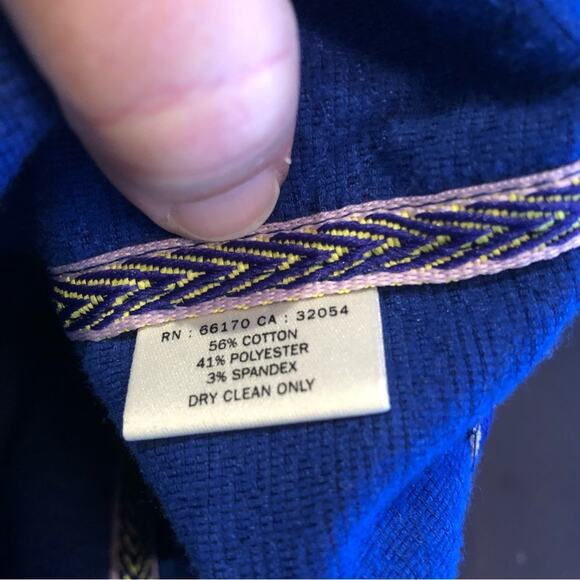 RN : 66170 CA : 32054
56% COTTON
41% POLYESTER
3% SPANDEX
DRY CLEAN ONLY